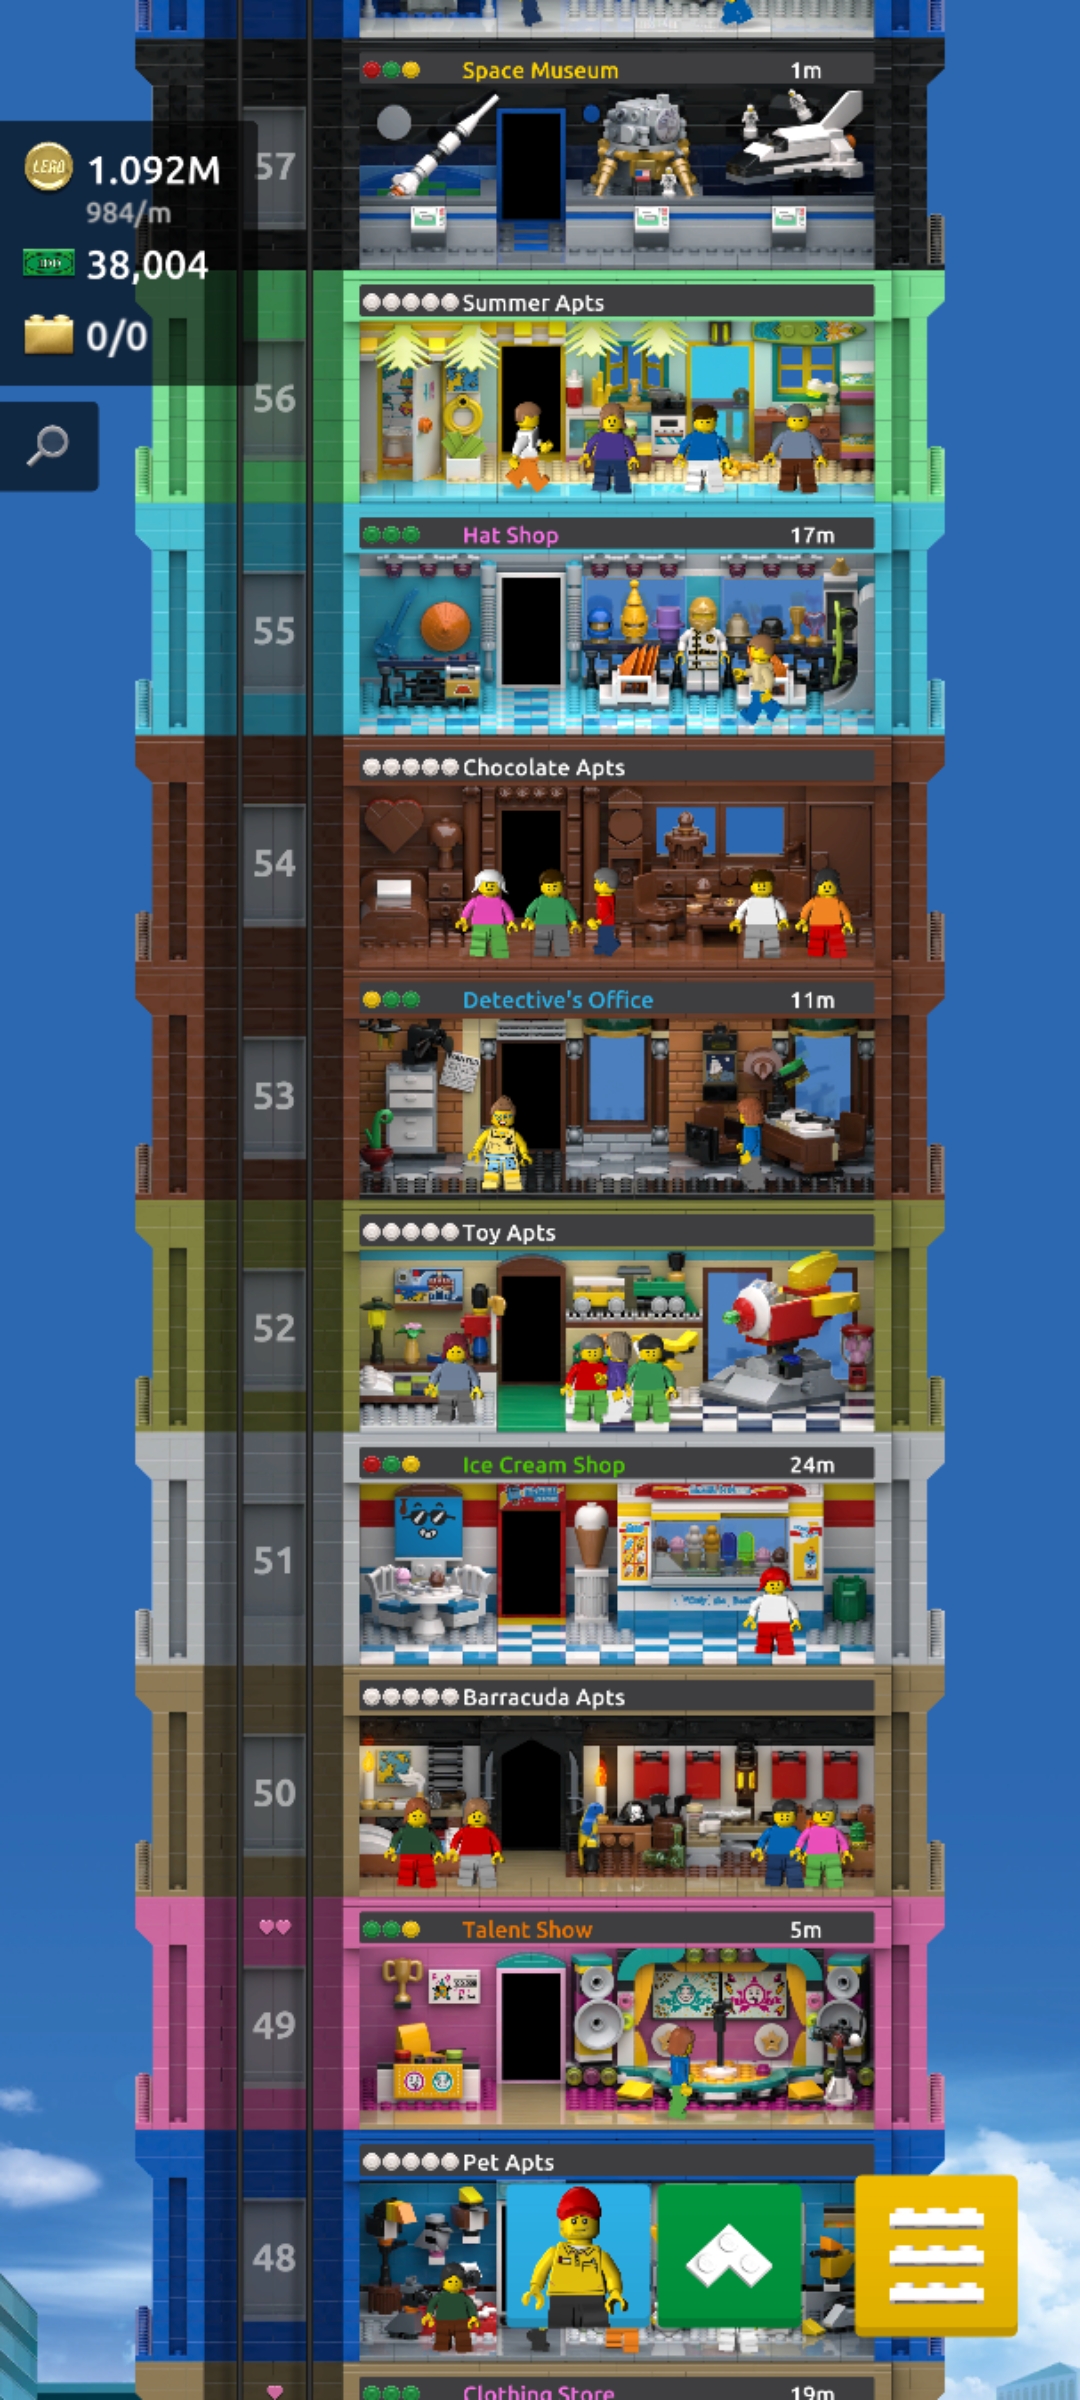 Space Museum 1m
57
LEGO 1.092M
984/m
38,004
0/0
Summer Apts
56
Hat Shop 17m
55
Chocolate Apts
54
Detective's Office 11m
WANTED
53
Toy Apts
52
Ice Cream Shop 24m
51
Barracuda Apts
50
Talent Show 5m
49
Pet Apts
48
Clothing Store 19m